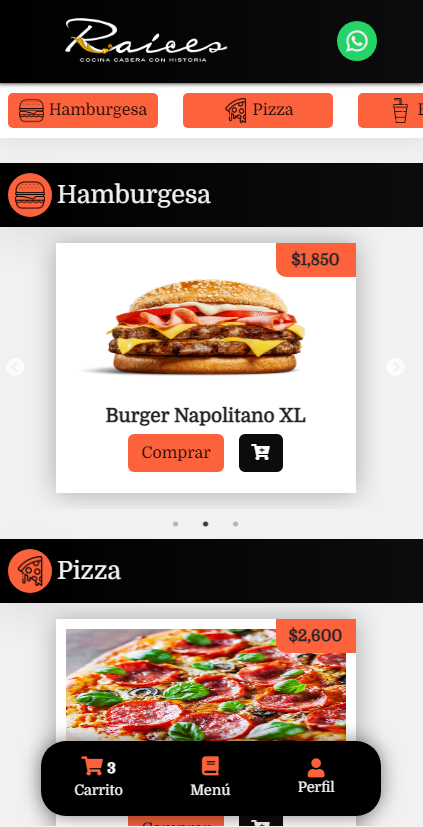 Raíces
COCINA CASERA CON HISTORIA
Hamburgesa
Pizza
Hamburgesa
$1,850
Burger Napolitano XL
Comprar
Pizza
$2,600
3
Carrito
Menú
Perfil